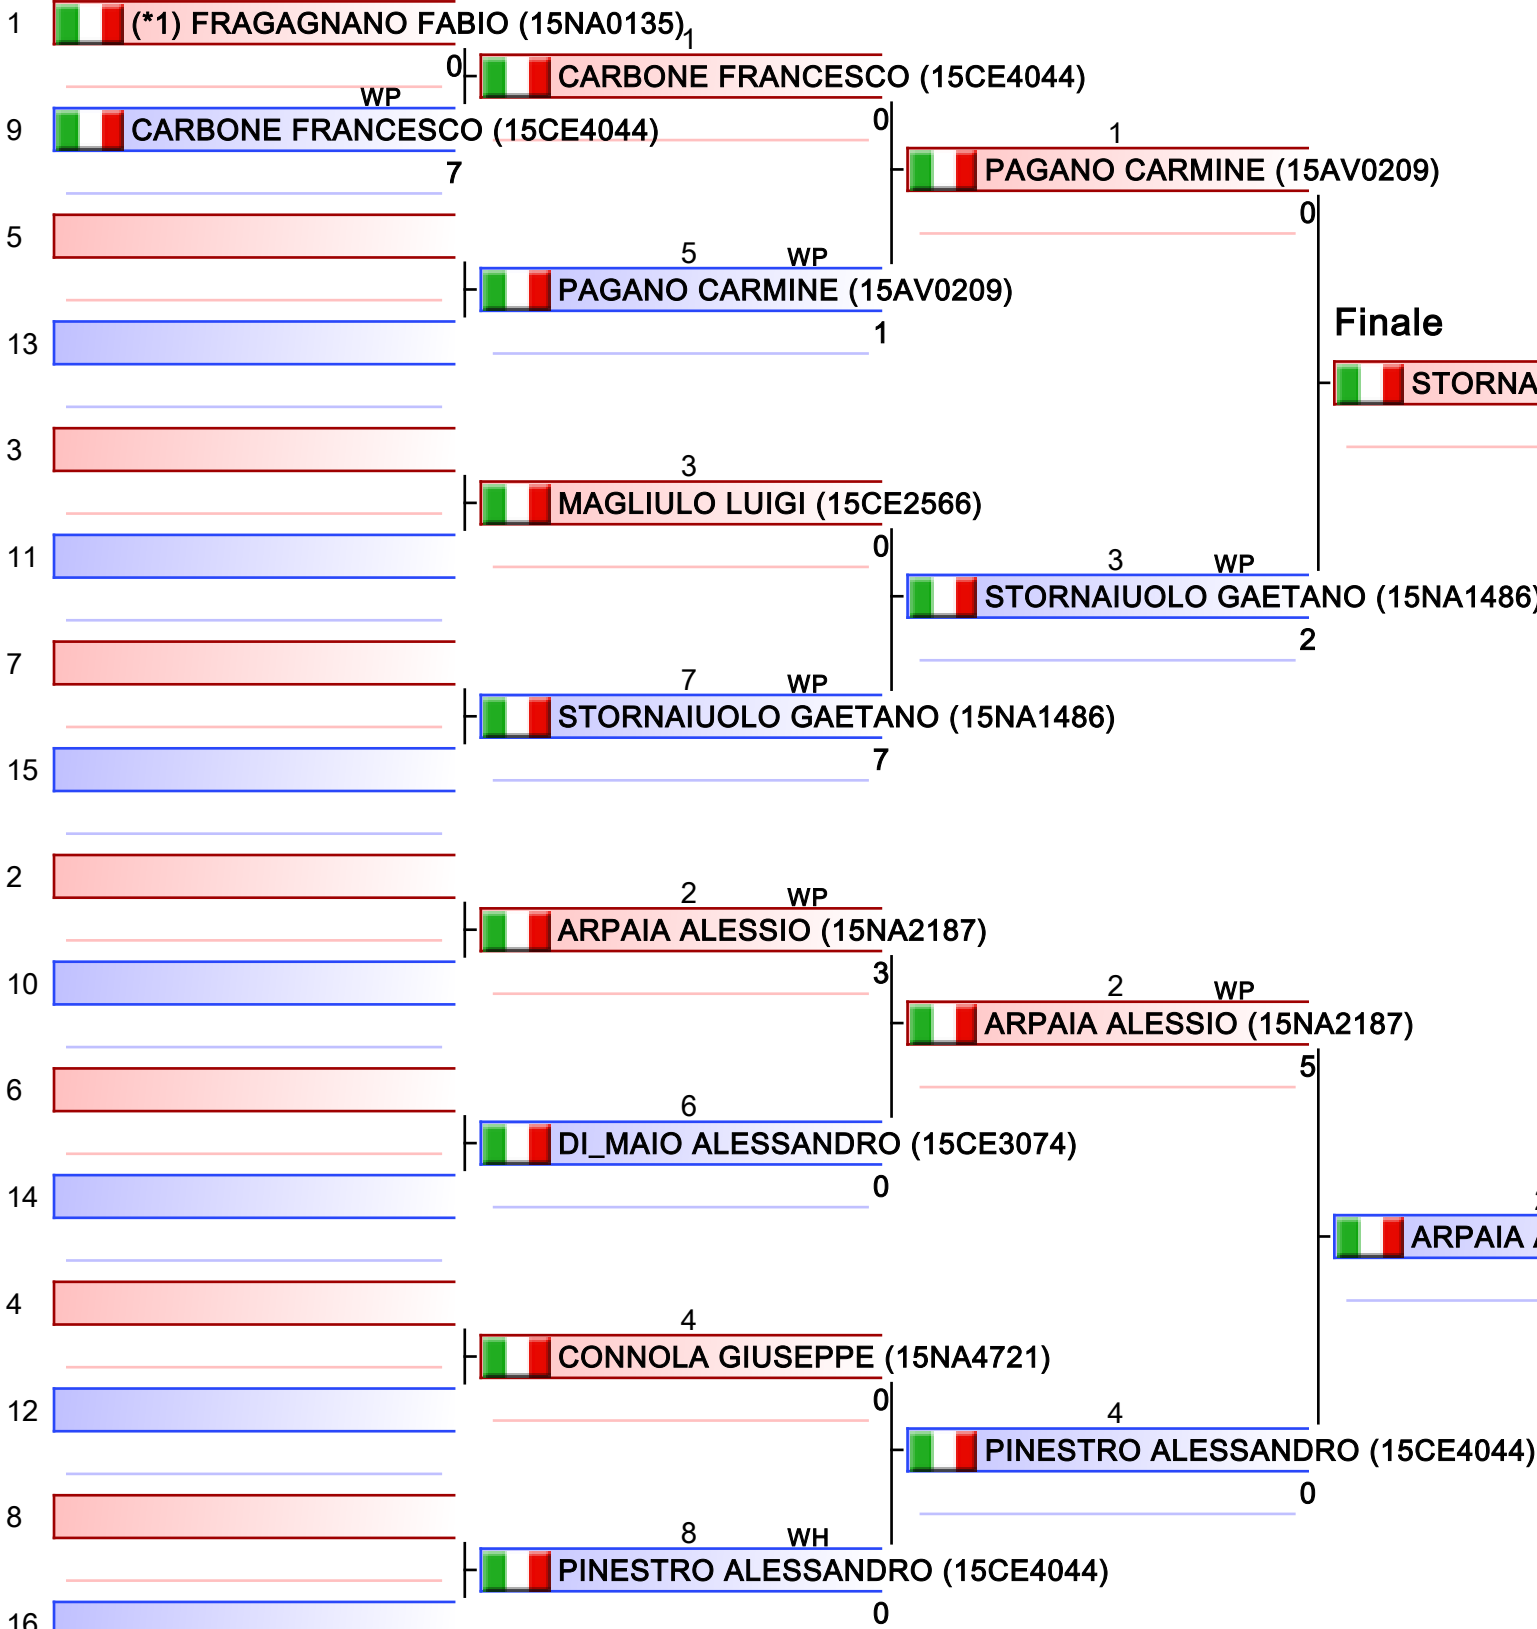 1
(*1) FRAGAGNANO FABIO (15NA0135)
0
WP
9
CARBONE FRANCESCO (15CE4044)
7
5
13
3
11
7
15
2
10
6
14
4
12
8
16
1
CARBONE FRANCESCO (15CE4044)
0
5
WP
PAGANO CARMINE (15AV0209)
1
3
MAGLIULO LUIGI (15CE2566)
0
7
WP
STORNAIUOLO GAETANO (15NA1486)
7
2
WP
ARPAIA ALESSIO (15NA2187)
3
6
DI_MAIO ALESSANDRO (15CE3074)
0
4
CONNOLA GIUSEPPE (15NA4721)
0
8
WH
PINESTRO ALESSANDRO (15CE4044)
0
1
PAGANO CARMINE (15AV0209)
0
3
WP
STORNAIUOLO GAETANO (15NA1486)
2
2
WP
ARPAIA ALESSIO (15NA2187)
5
4
PINESTRO ALESSANDRO (15CE4044)
0
Finale
STORNA
ARPAIA A